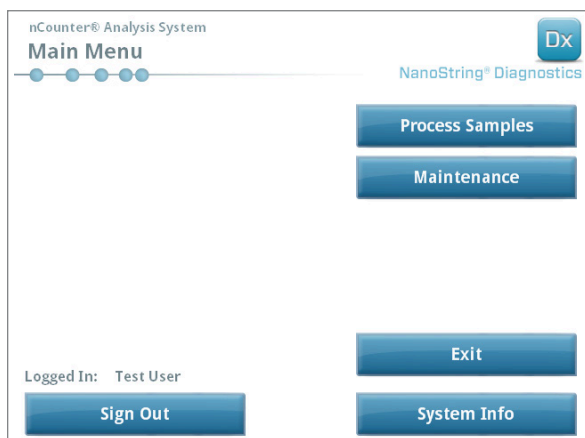 nCounter® Analysis System
Main Menu
Dx
NanoString® Diagnostics
Process Samples
Maintenance
Exit
Logged In: Test User
Sign Out
System Info